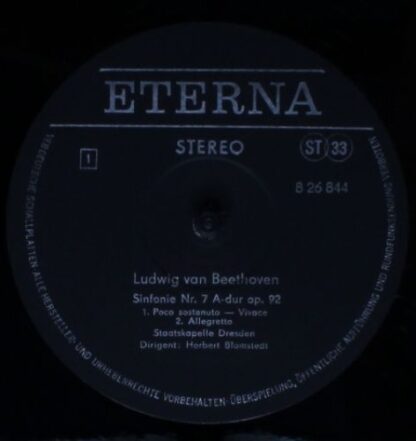 ETERNA
STEREO
ST 33
1
8 26 844
Ludwig van Beethoven
Sinfonie Nr. 7 A-dur op. 92
1. Poco sostenuto — Vivace
2. Allegretto
Staatskapelle Dresden
Dirigent: Herbert Blomstedt
SCHALLPLATTEN · ALLE HERSTELLER- UND URHEBERRECHTE VORBEHALTEN · ÜBERSPIELUNG, ÖFFENTLICHE AUFFÜHRUNG UND RUNDFUNKSENDUNG VERBOTEN